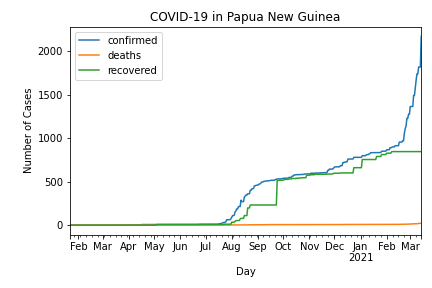 COVID-19 in Papua New Guinea
confirmed
deaths
recovered
Number of Cases
2000
1500
1000
500
0
Feb Mar Apr May Jun Jul Aug Sep Oct Nov Dec Jan Feb Mar
2021
Day